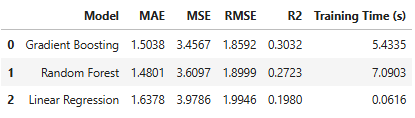 Model MAE MSE RMSE R2 Training Time (s)
0 Gradient Boosting 1.5038 3.4567 1.8592 0.3032 5.4335
1 Random Forest 1.4801 3.6097 1.8999 0.2723 7.0903
2 Linear Regression 1.6378 3.9786 1.9946 0.1980 0.0616